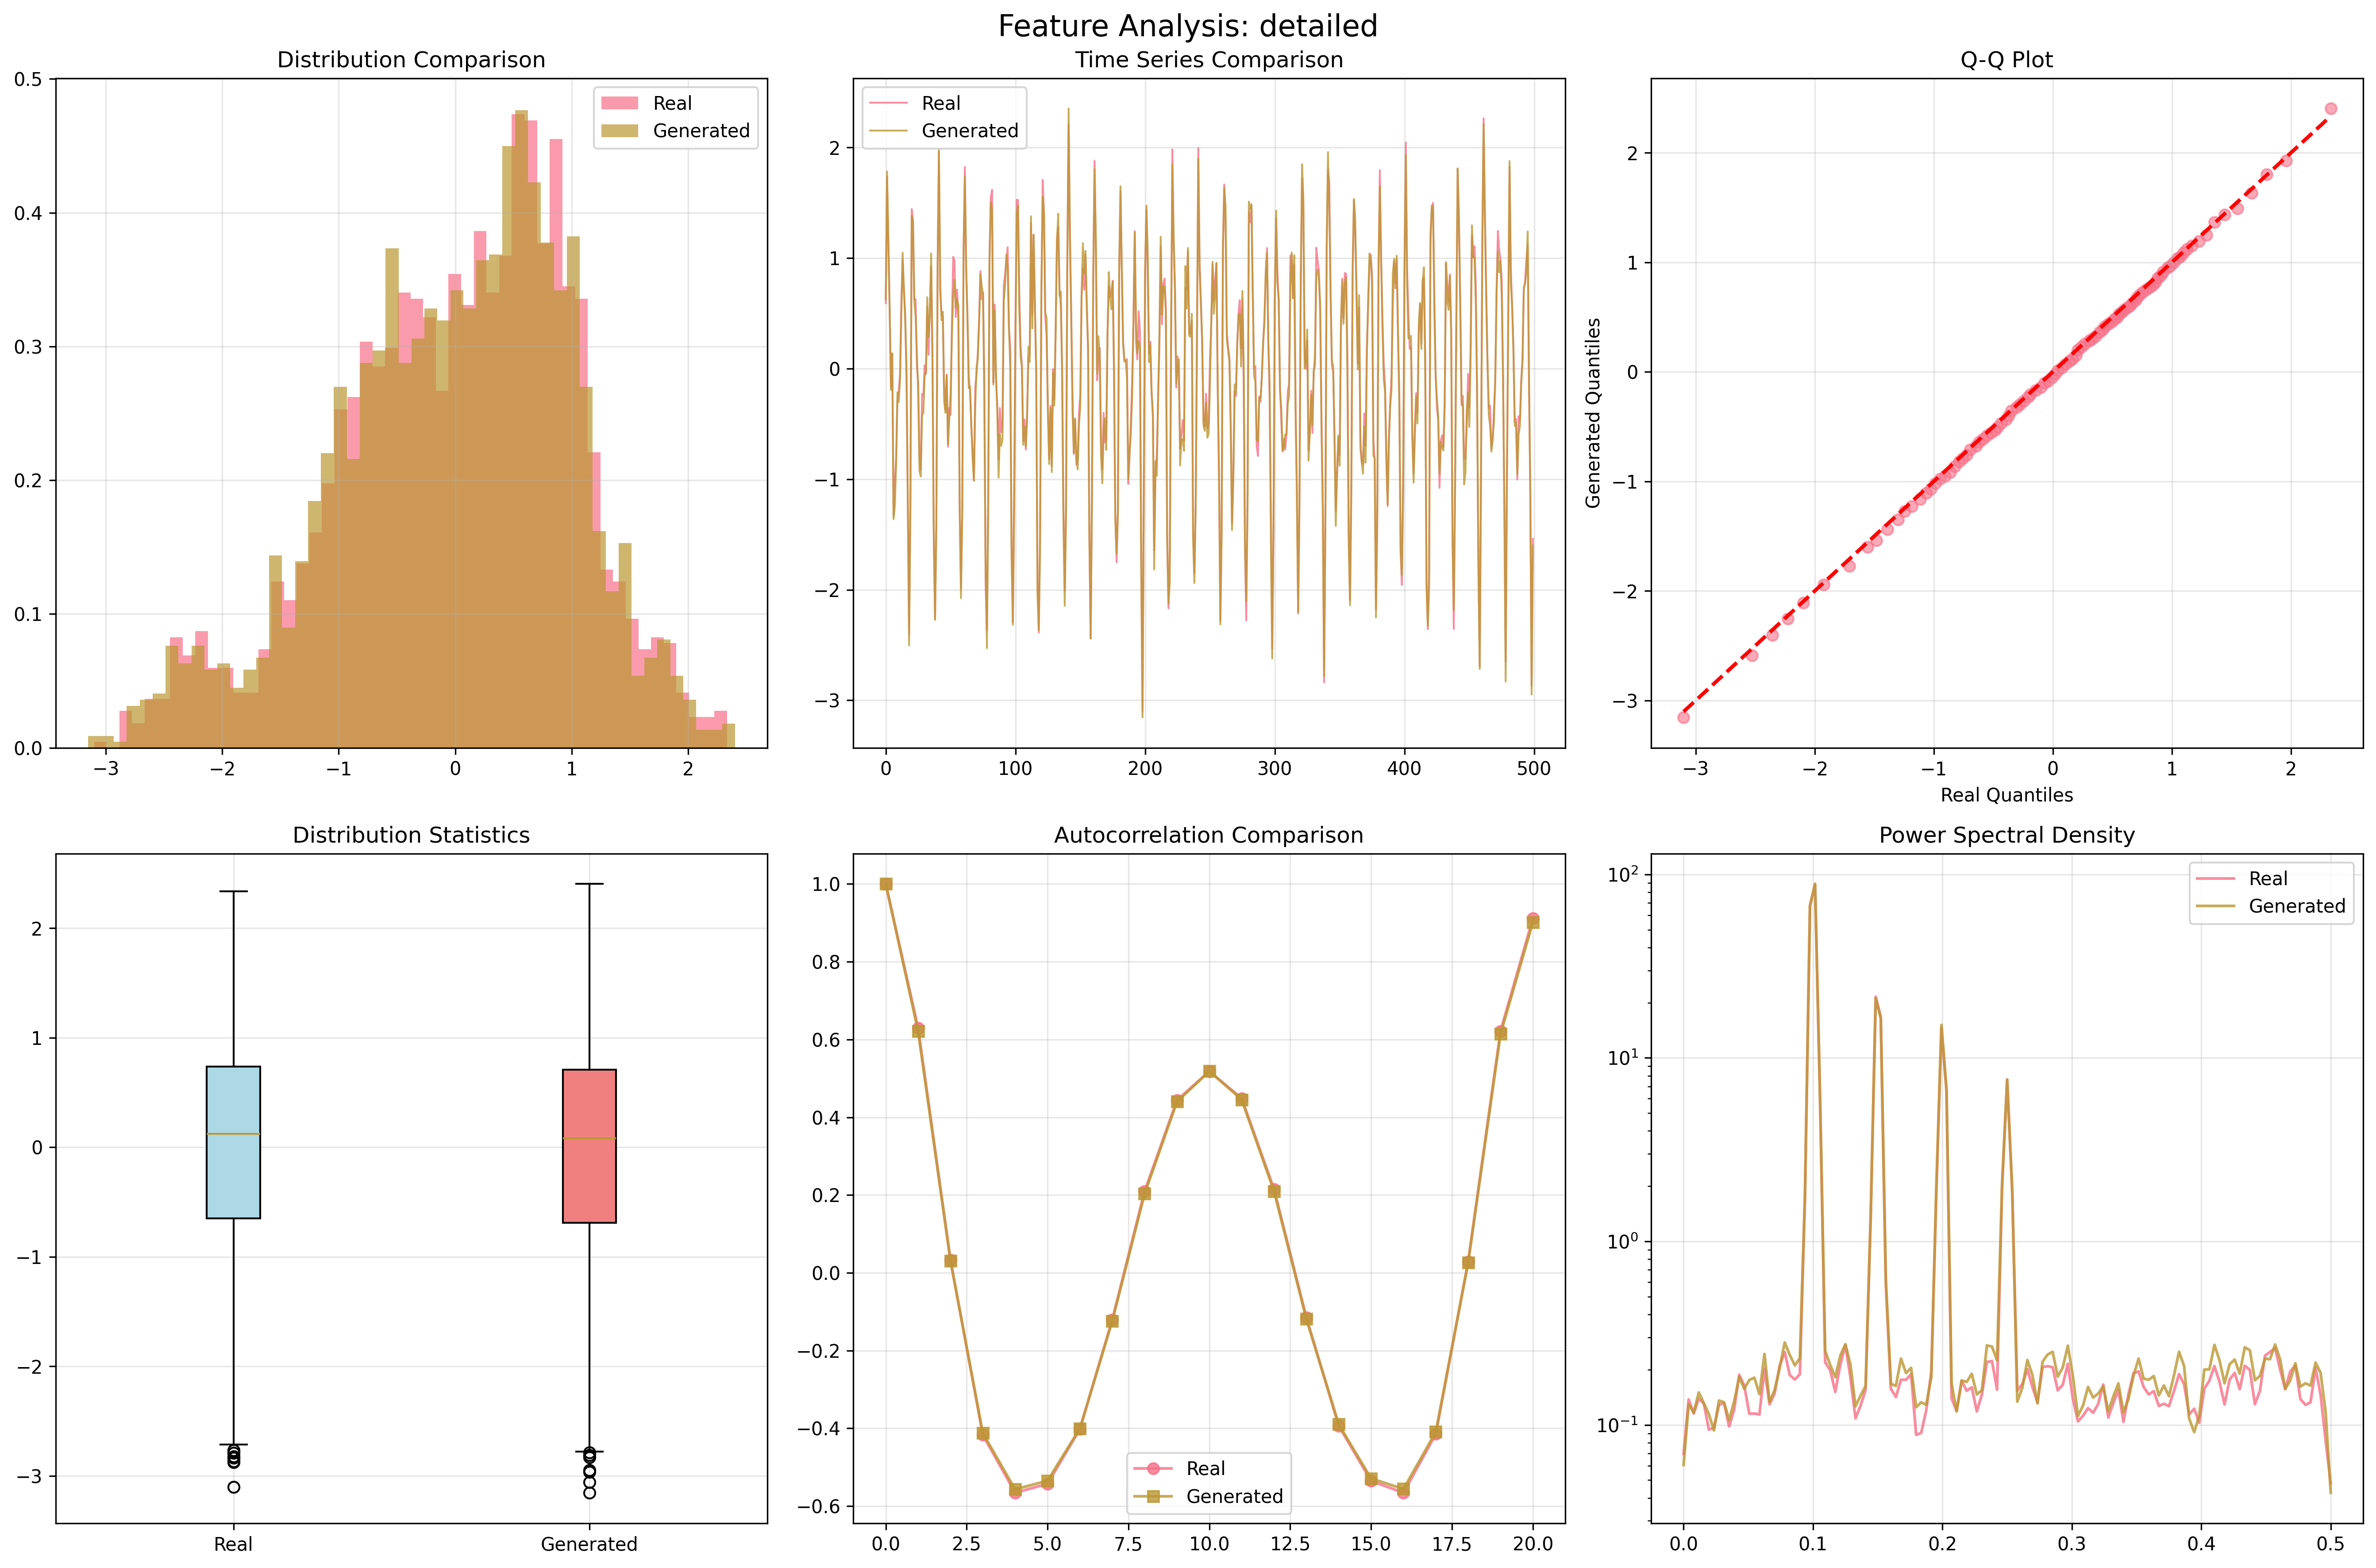 Feature Analysis: detailed
Distribution Comparison
0.5
0.4
0.3
0.2
0.1
0.0
−3 −2 −1 0 1 2
Real
Generated
Time Series Comparison
2
1
0
−1
−2
−3
0 100 200 300 400 500
Real
Generated
Q-Q Plot
Generated Quantiles
2
1
0
−1
−2
−3
−3 −2 −1 0 1 2
Real Quantiles
Distribution Statistics
2
1
0
−1
−2
−3
Real Generated
Autocorrelation Comparison
1.0
0.8
0.6
0.4
0.2
0.0
−0.2
−0.4
−0.6
0.0 2.5 5.0 7.5 10.0 12.5 15.0 17.5 20.0
Real
Generated
Power Spectral Density
10²
10¹
10⁰
10⁻¹
0.0 0.1 0.2 0.3 0.4 0.5
Real
Generated